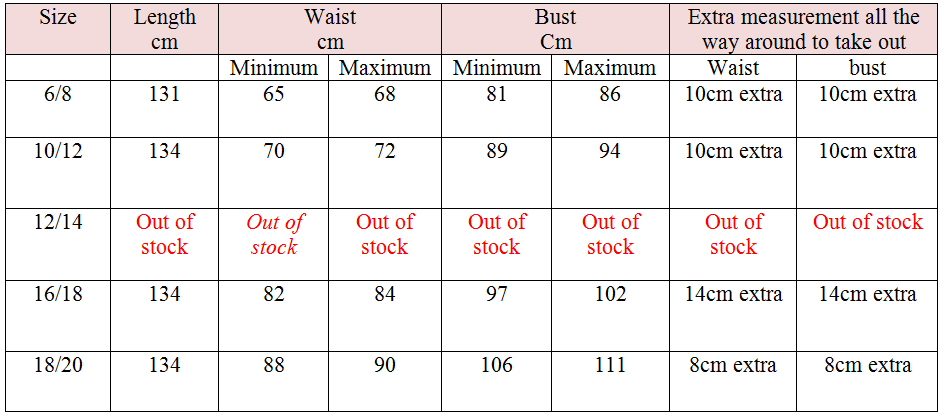 Size Length Waist Bust Extra measurement all the
cm cm Cm way around to take out
Minimum Maximum Minimum Maximum Waist bust
6/8 131 65 68 81 86 10cm extra 10cm extra
10/12 134 70 72 89 94 10cm extra 10cm extra
12/14 Out of Out of Out of Out of Out of Out of Out of stock
stock stock stock stock stock stock
16/18 134 82 84 97 102 14cm extra 14cm extra
18/20 134 88 90 106 111 8cm extra 8cm extra